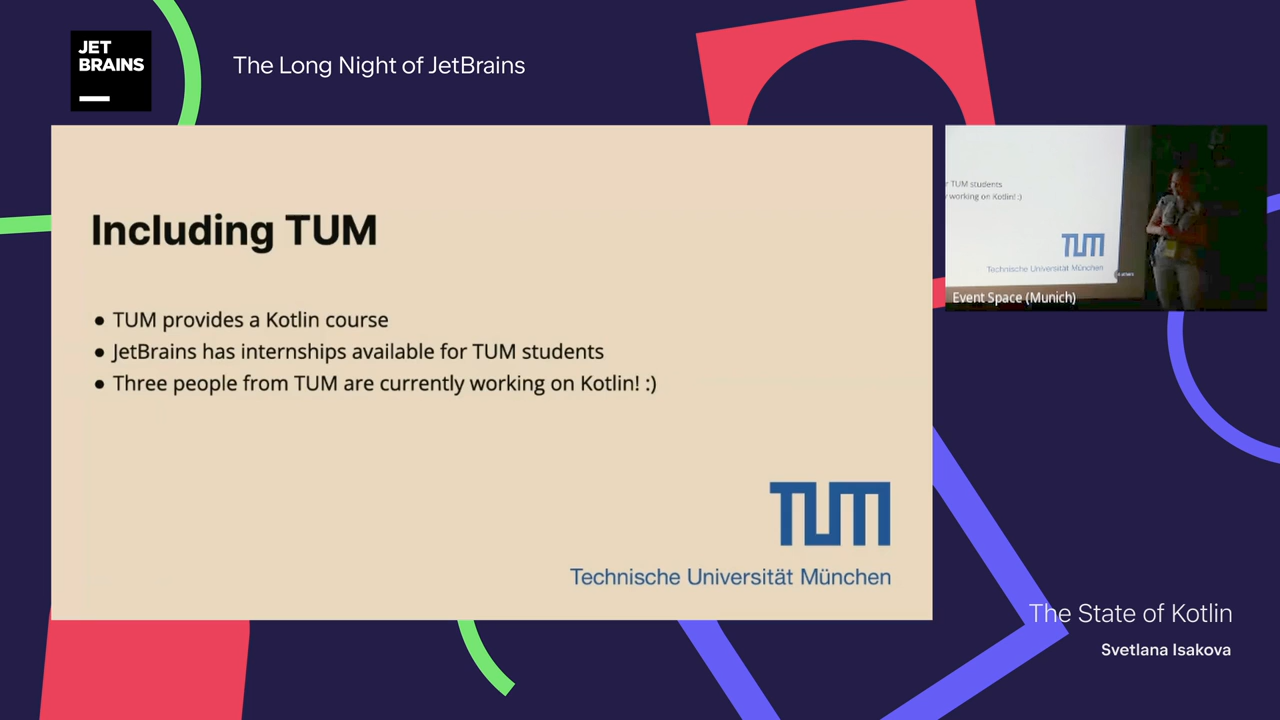 JET
BRAINS
The Long Night of JetBrains
Including TUM
● TUM provides a Kotlin course
● JetBrains has internships available for TUM students
● Three people from TUM are currently working on Kotlin! :)
TUM
Technische Universität München
r TUM students
working on Kotlin! :)
TUM
Technische Universität München
Event Space (Munich)
The State of Kotlin
Svetlana Isakova